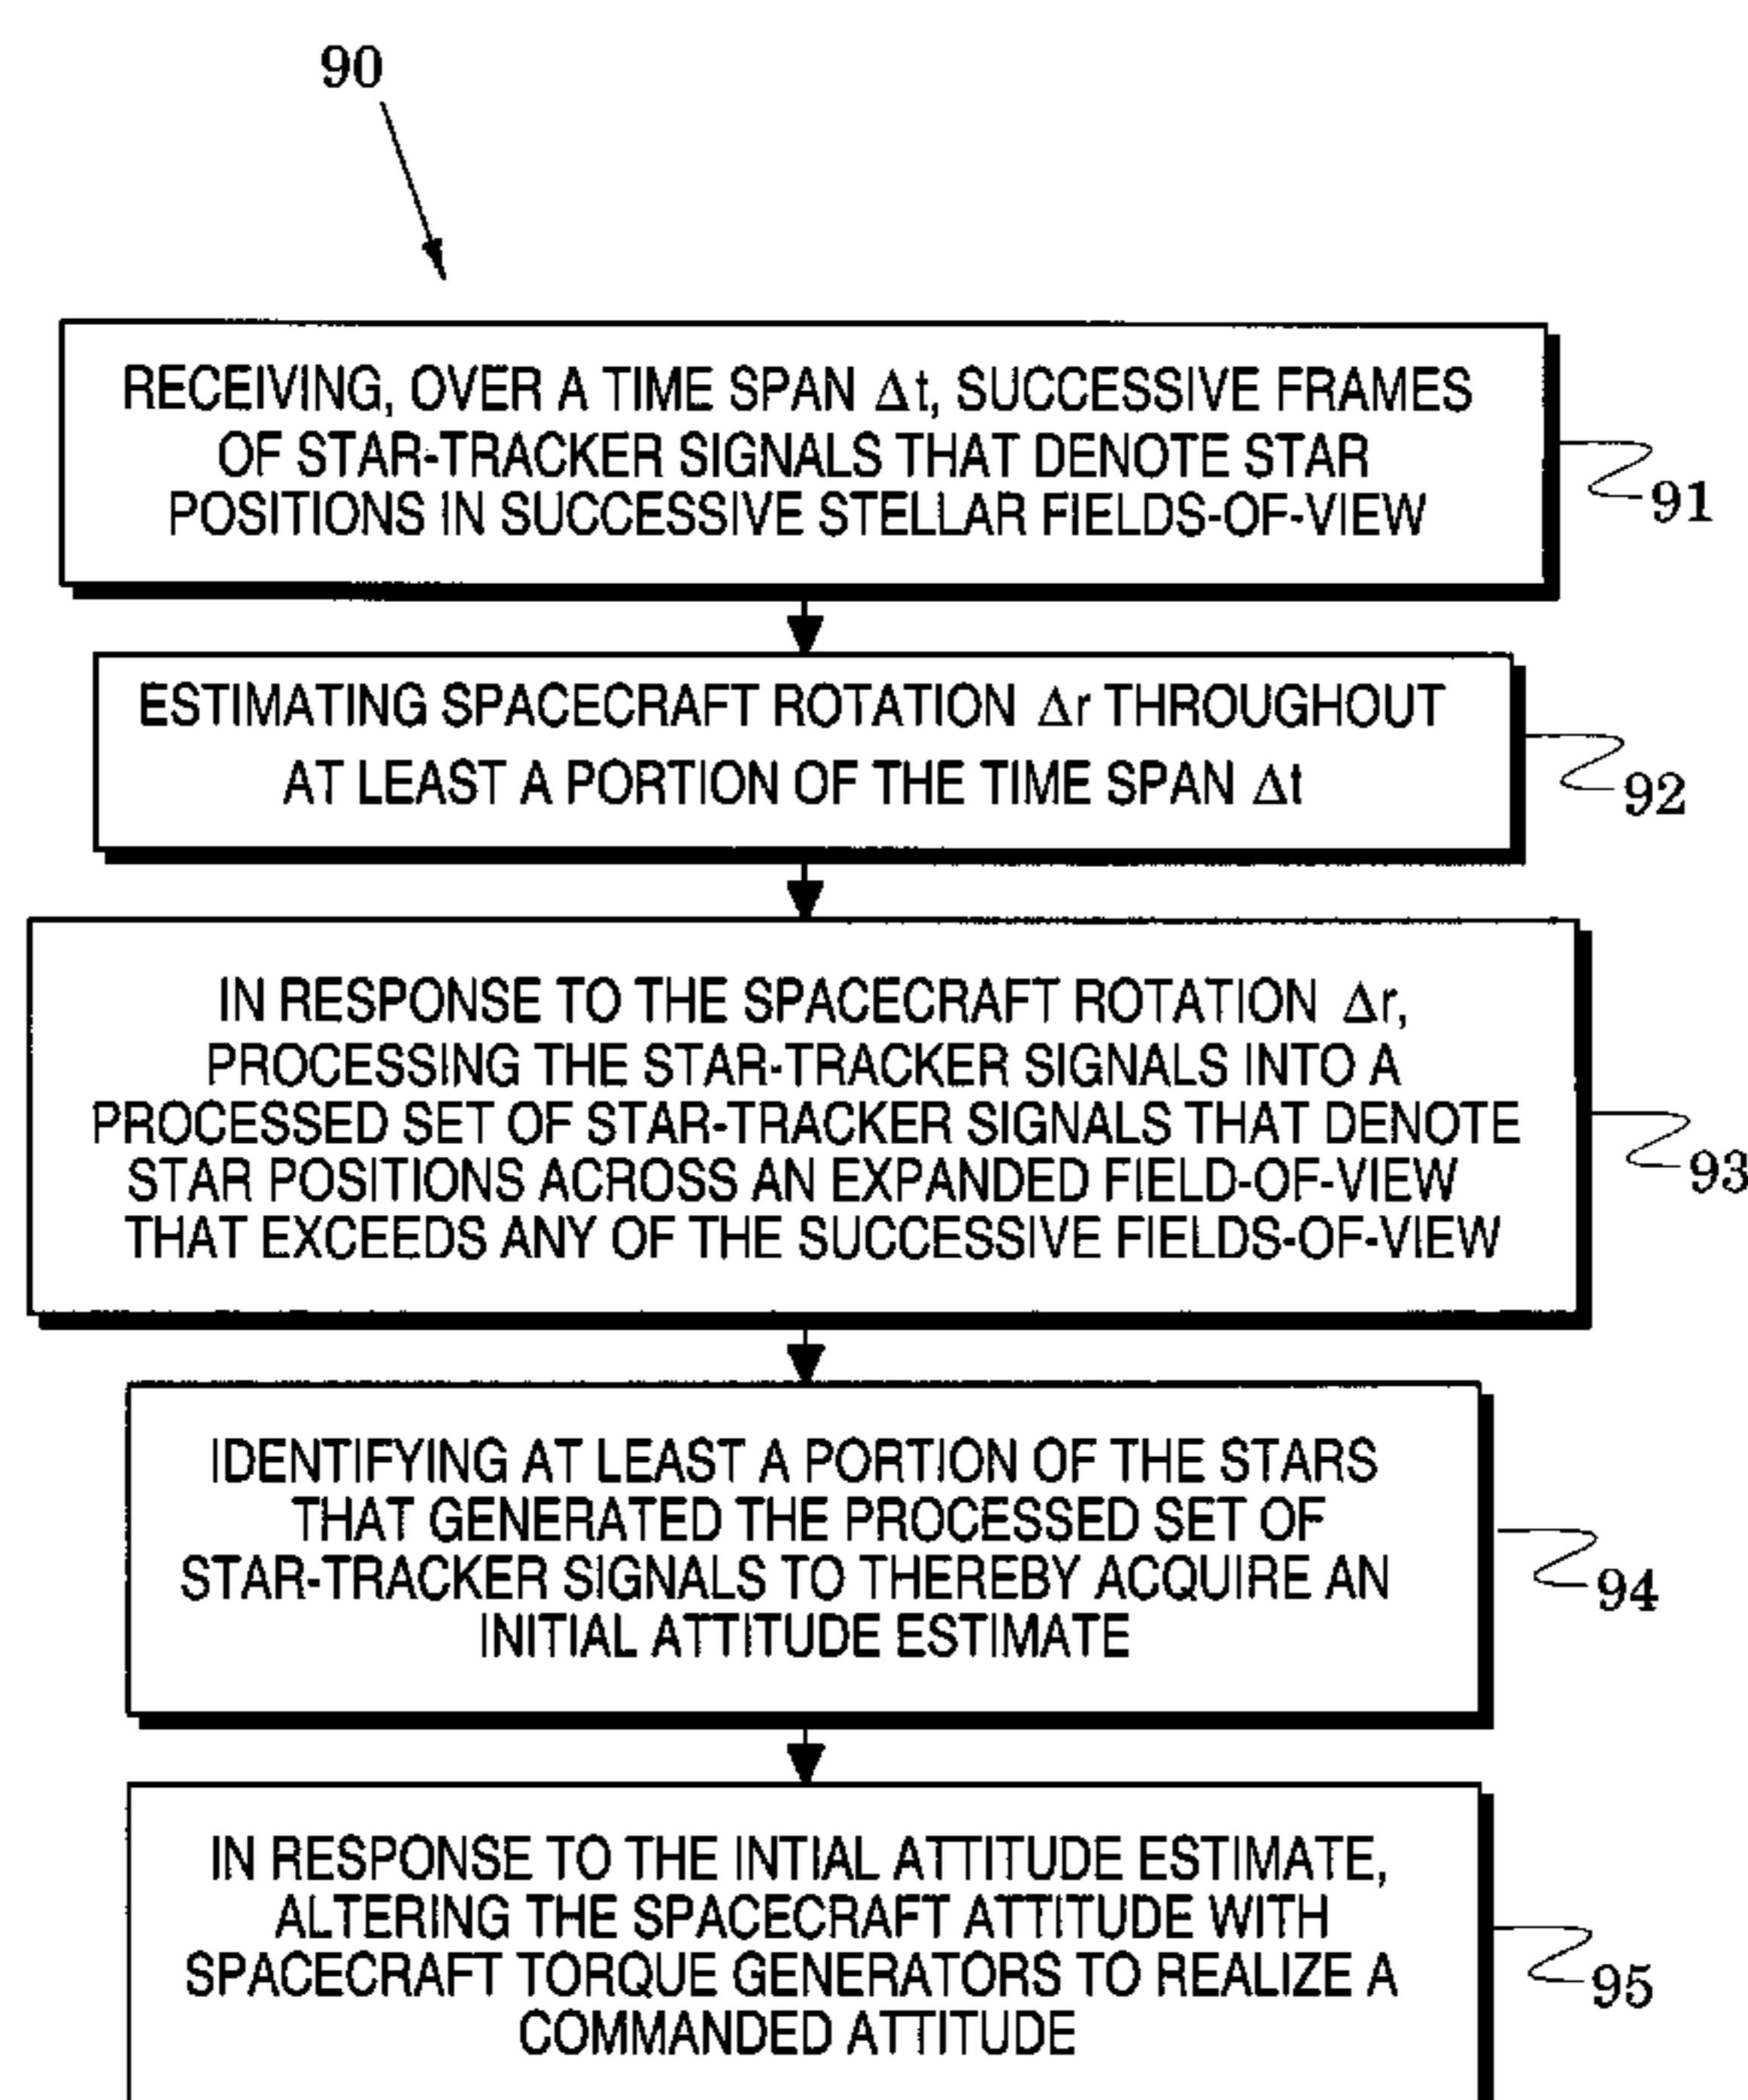 90
RECEIVING, OVER A TIME SPAN Δt, SUCCESSIVE FRAMES
OF STAR-TRACKER SIGNALS THAT DENOTE STAR
POSITIONS IN SUCCESSIVE STELLAR FIELDS-OF-VIEW
91
ESTIMATING SPACECRAFT ROTATION Δr THROUGHOUT
AT LEAST A PORTION OF THE TIME SPAN Δt
92
IN RESPONSE TO THE SPACECRAFT ROTATION Δr,
PROCESSING THE STAR-TRACKER SIGNALS INTO A
PROCESSED SET OF STAR-TRACKER SIGNALS THAT DENOTE
STAR POSITIONS ACROSS AN EXPANDED FIELD-OF-VIEW
THAT EXCEEDS ANY OF THE SUCCESSIVE FIELDS-OF-VIEW
93
IDENTIFYING AT LEAST A PORTION OF THE STARS
THAT GENERATED THE PROCESSED SET OF
STAR-TRACKER SIGNALS TO THEREBY ACQUIRE AN
INITIAL ATTITUDE ESTIMATE
94
IN RESPONSE TO THE INTIAL ATTITUDE ESTIMATE,
ALTERING THE SPACECRAFT ATTITUDE WITH
SPACECRAFT TORQUE GENERATORS TO REALIZE A
COMMANDED ATTITUDE
95